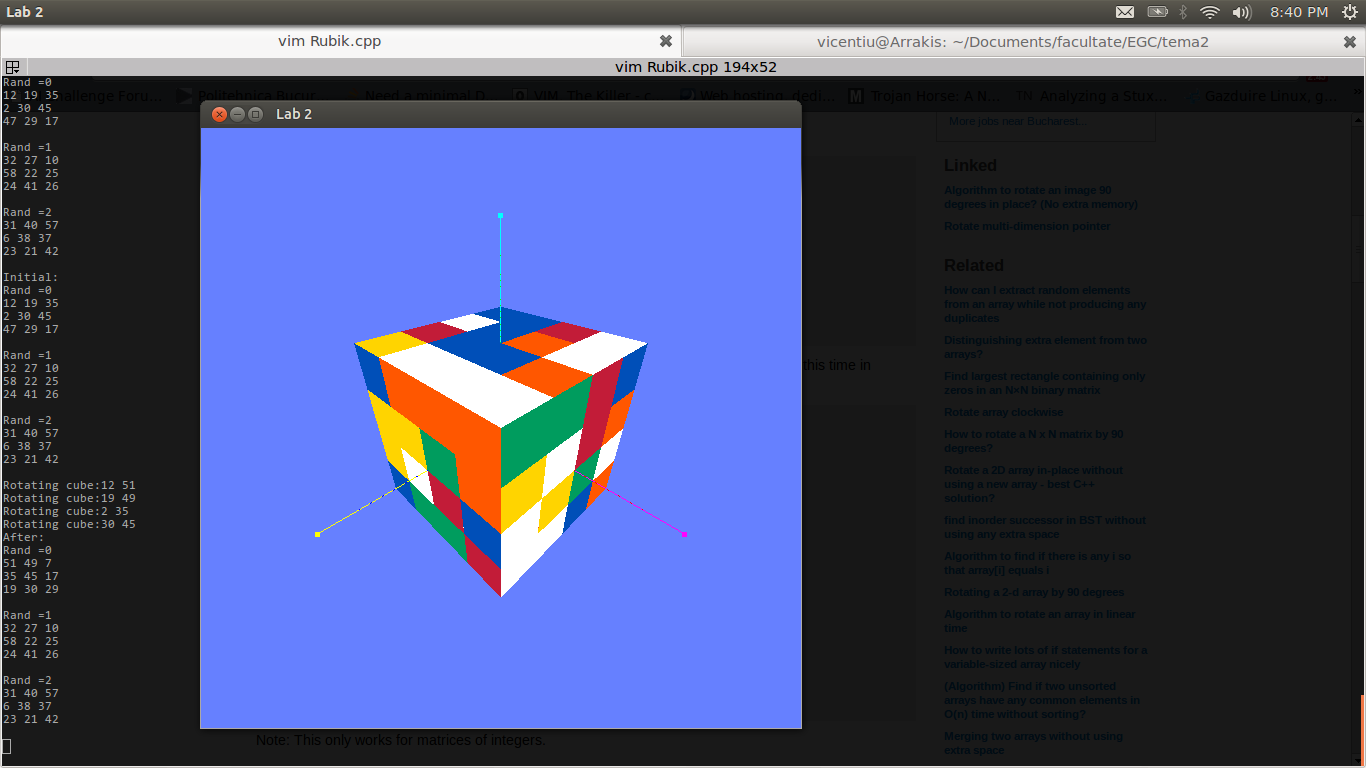 Lab 2
8:40 PM
vim Rubik.cpp
vicentiu@Arrakis: ~/Documents/facultate/EGC/tema2
vim Rubik.cpp 194x52
Rand =0
12 19 35
2 30 45
47 29 17
Rand =1
32 27 10
58 22 25
24 41 26
Rand =2
31 40 57
6 38 37
23 21 42
Initial:
Rand =0
12 19 35
2 30 45
47 29 17
Rand =1
32 27 10
58 22 25
24 41 26
Rand =2
31 40 57
6 38 37
23 21 42
Rotating cube:12 51
Rotating cube:19 49
Rotating cube:2 35
Rotating cube:30 45
After:
Rand =0
51 49 7
35 45 17
19 30 29
Rand =1
32 27 10
58 22 25
24 41 26
Rand =2
31 40 57
6 38 37
23 21 42
hallenge Foru... Politehnica Bucur... Need a minimal D... VIM, The Killer - c... Web hosting, dedi... Trojan Horse: A N... Analyzing a Stux... Gazduire Linux, g...
Lab 2
More jobs near Bucharest...
Linked
Algorithm to rotate an image 90
degrees in place? (No extra memory)
Rotate multi-dimension pointer
Related
How can I extract random elements
from an array while not producing any
duplicates
Distinguishing extra element from two
arrays?
Find largest rectangle containing only
zeros in an N×N binary matrix
Rotate array clockwise
How to rotate a N x N matrix by 90
degrees?
Rotate a 2D array in-place without
using a new array - best C++
solution?
find inorder successor in BST without
using any extra space
Algorithm to find if there is any i so
that array[i] equals i
Rotating a 2-d array by 90 degrees
Algorithm to rotate an array in linear
time
How to write lots of if statements for a
variable-sized array nicely
(Algorithm) Find if two unsorted
arrays have any common elements in
O(n) time without sorting?
Merging two arrays without using
extra space
this time in
Note: This only works for matrices of integers.